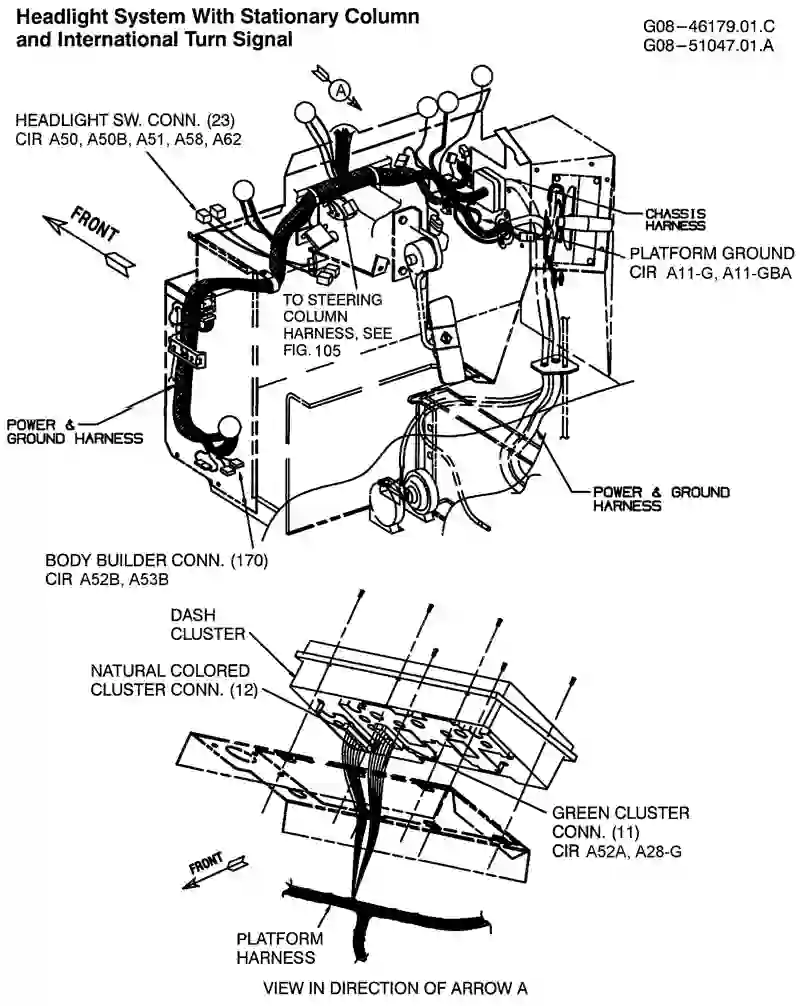 Headlight System With Stationary Column
and International Turn Signal
G08-46179.01.C
G08-51047.01.A
A
HEADLIGHT SW. CONN. (23)
CIR A50, A50B, A51, A58, A62
FRONT
CHASSIS
HARNESS
PLATFORM GROUND
CIR A11-G, A11-GBA
TO STEERING
COLUMN
HARNESS, SEE
FIG. 105
POWER &
GROUND HARNESS
POWER & GROUND
HARNESS
BODY BUILDER CONN. (170)
CIR A52B, A53B
DASH
CLUSTER
NATURAL COLORED
CLUSTER CONN. (12)
GREEN CLUSTER
CONN. (11)
CIR A52A, A28-G
FRONT
PLATFORM
HARNESS
VIEW IN DIRECTION OF ARROW A